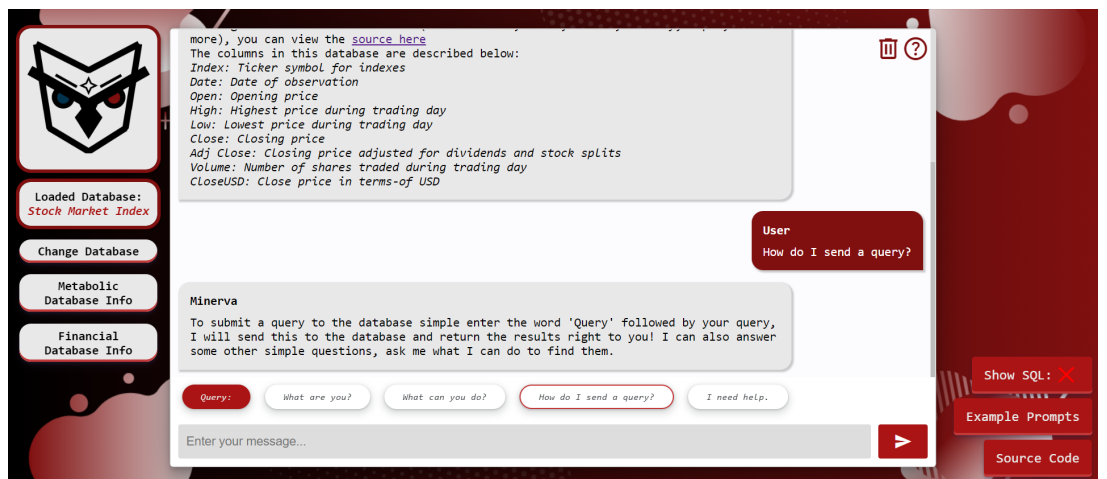 more), you can view the source here
The columns in this database are described below:
Index: Ticker symbol for indexes
Date: Date of observation
Open: Opening price
High: Highest price during trading day
Low: Lowest price during trading day
Close: Closing price
Adj Close: Closing price adjusted for dividends and stock splits
Volume: Number of shares traded during trading day
CloseUSD: Close price in terms-of USD
Loaded Database:
Stock Market Index
Change Database
Metabolic
Database Info
Financial
Database Info
User
How do I send a query?
Minerva
To submit a query to the database simple enter the word 'Query' followed by your query,
I will send this to the database and return the results right to you! I can also answer
some other simple questions, ask me what I can do to find them.
Query:
What are you?
What can you do?
How do I send a query?
I need help.
Enter your message...
Show SQL:
Example Prompts
Source Code